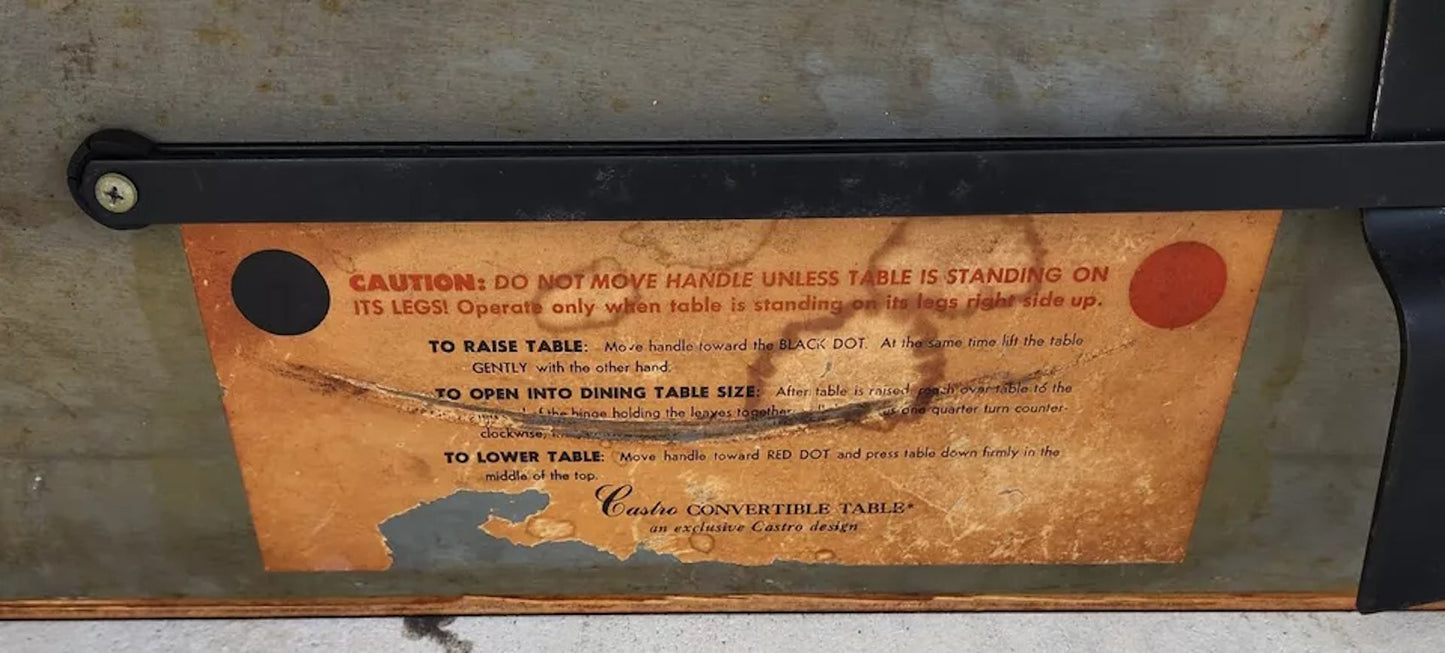 CAUTION: DO NOT MOVE HANDLE UNLESS TABLE IS STANDING ON
ITS LEGS! Operate only when table is standing on its legs right side up.
TO RAISE TABLE: Move handle toward the BLACK DOT. At the same time lift the table
GENTLY with the other hand.
TO OPEN INTO DINING TABLE SIZE: After table is raised reach over table to the
of the hinge holding the leaves together one quarter turn counter-
clockwise,
TO LOWER TABLE: Move handle toward RED DOT and press table down firmly in the
middle of the top.
Castro CONVERTIBLE TABLE*
an exclusive Castro design